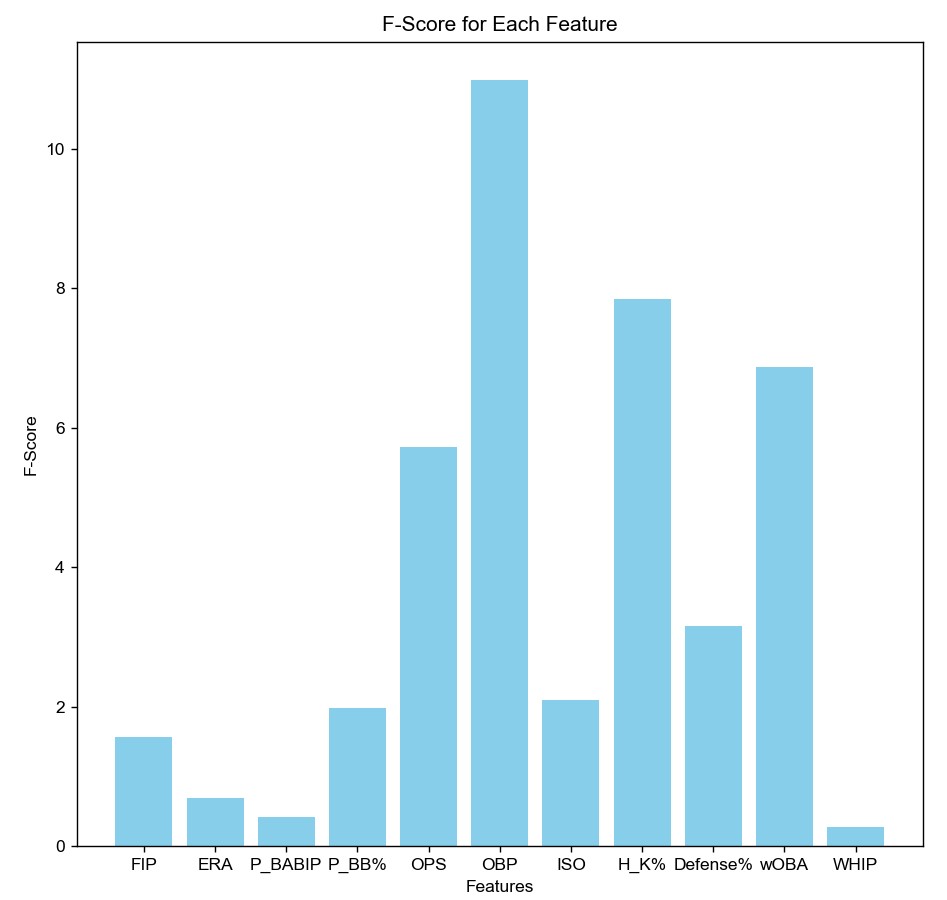 F-Score for Each Feature
F-Score
10
8
6
4
2
0
FIP ERA P_BABIP P_BB% OPS OBP ISO H_K% Defense% wOBA WHIP
Features